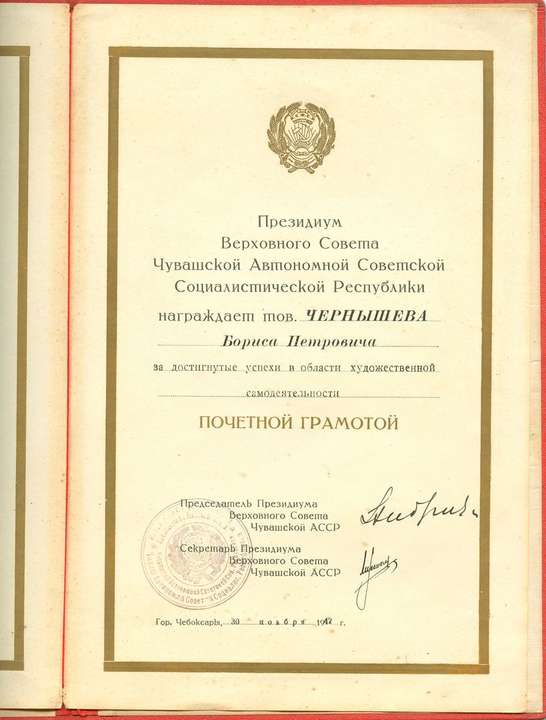 Президиум
Верховного Совета
Чувашской Автономной Советской
Социалистической Республики
награждает тов. ЧЕРНЫШЕВА
Бориса Петровича
за достигнутые успехи в области художественной
самодеятельности
ПОЧЕТНОЙ ГРАМОТОЙ
Председатель Президиума
Верховного Совета
Чувашской АССР
Секретарь Президиума
Верховного Совета
Чувашской АССР
Гор. Чебоксары, 30 ноября г.